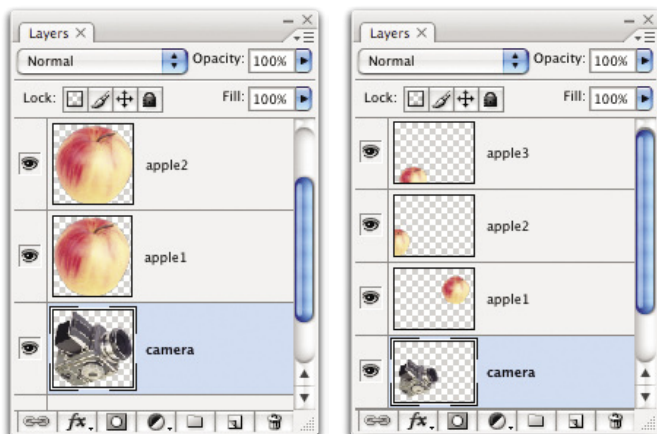 Layers ×
Normal Opacity: 100%
Lock: Fill: 100%
apple2
apple1
camera
fx.
Layers ×
Normal Opacity: 100%
Lock: Fill: 100%
apple3
apple2
apple1
camera
fx.